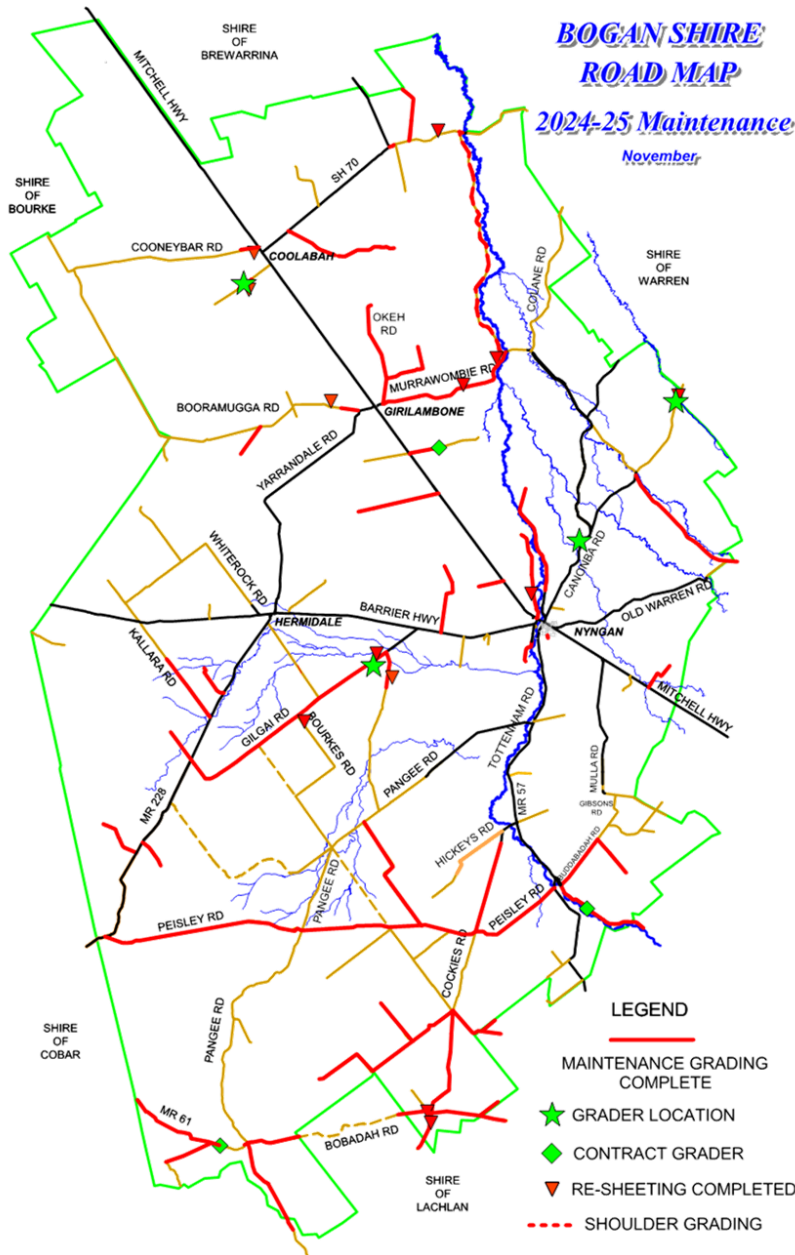 BOGAN SHIRE
ROAD MAP
2024-25 Maintenance
November
SHIRE
OF
BREWARRINA
MITCHELL HWY
SHIRE
OF
BOURKE
SH 70
COONEYBAR RD
COOLABAH
COLANE RD
SHIRE
OF
WARREN
OKEH
RD
MURRAWOMBIE RD
BOORAMUGGA RD
GIRILAMBONE
YARRANDALE RD
WHITEROCK RD
CANONBA RD
OLD WARREN RD
HERMIDALE
BARRIER HWY
NYNGAN
KALLARA RD
MITCHELL HWY
GILGAI RD
BOURKES RD
TOTTENHAM RD
PANGEE RD
MULLA RD
MR 228
MR 57
GIBSONS
RD
HICKEYS RD
BUDDABADAH RD
PANGEE RD
PEISLEY RD
PEISLEY RD
COCKIES RD
SHIRE
OF
COBAR
PANGEE RD
MR 61
BOBADAH RD
SHIRE
OF
LACHLAN
LEGEND
MAINTENANCE GRADING
COMPLETE
GRADER LOCATION
CONTRACT GRADER
RE-SHEETING COMPLETED
SHOULDER GRADING